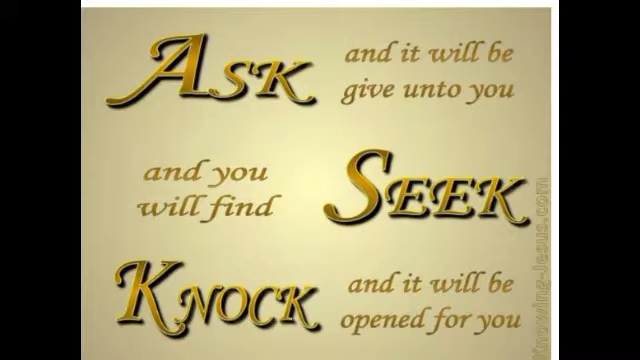 ASK and it will be
give unto you
SEEK and you
will find
KNOCK and it will be
opened for you
knowing-Jesus.com